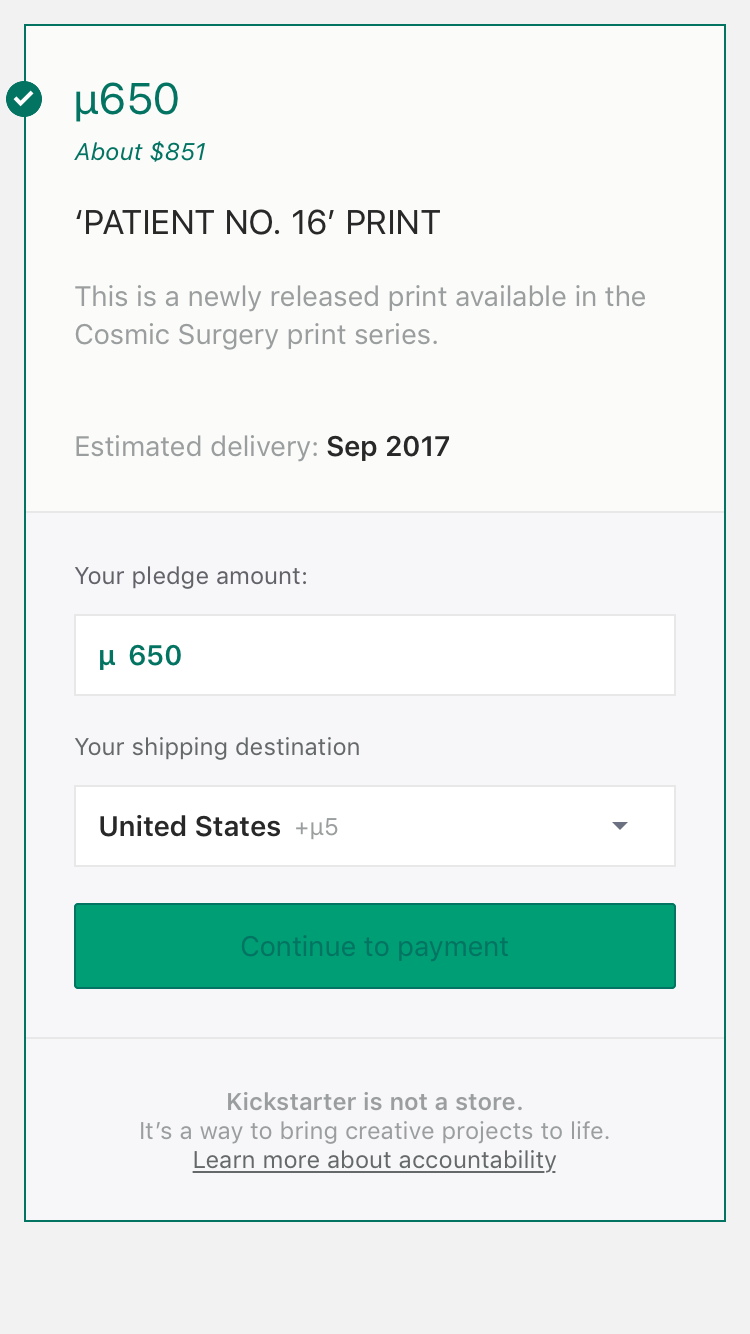 µ650
About $851
‘PATIENT NO. 16’ PRINT
This is a newly released print available in the
Cosmic Surgery print series.
Estimated delivery: Sep 2017
Your pledge amount:
µ 650
Your shipping destination
United States +µ5
Continue to payment
Kickstarter is not a store.
It’s a way to bring creative projects to life.
Learn more about accountability